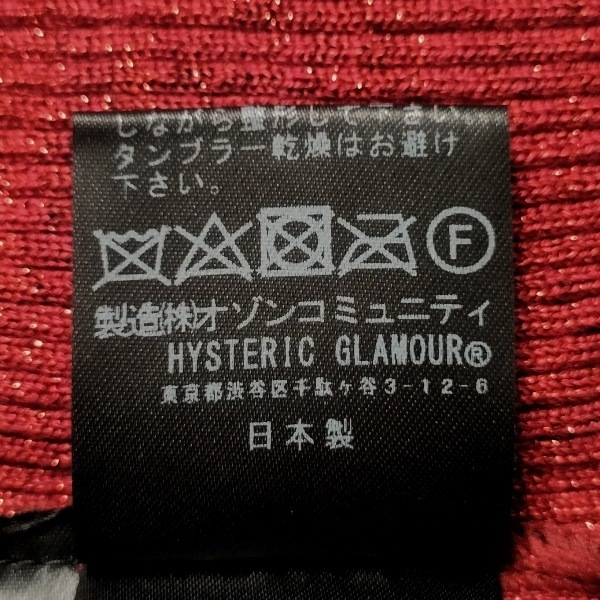 しながら整形して下さい
タンブラー乾燥はお避け
下さい。
F
製造(株)オゾンコミュニティ
HYSTERIC GLAMOUR®
東京都渋谷区千駄ヶ谷3-12-6
日本製